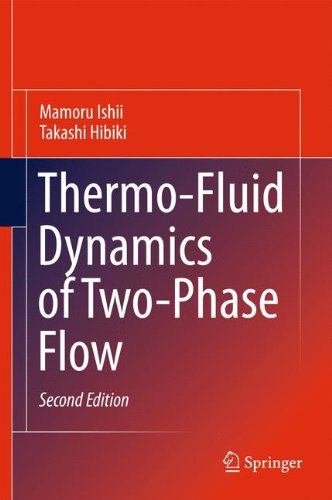 Mamoru Ishii
Takashi Hibiki
Thermo-Fluid
Dynamics
of Two-Phase
Flow
Second Edition
Springer